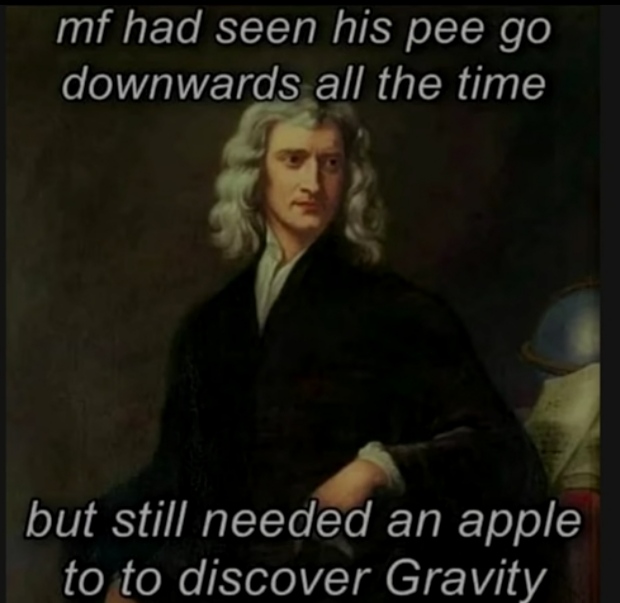 mf had seen his pee go
downwards all the time
but still needed an apple
to to discover Gravity